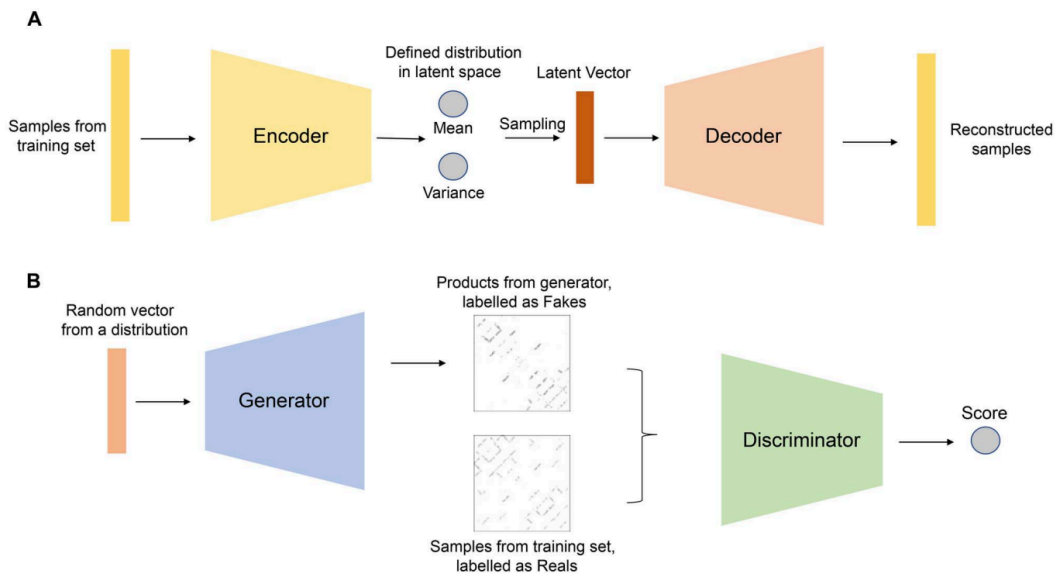 A
Samples from
training set
Encoder
Defined distribution
in latent space
Mean
Variance
Sampling
Latent Vector
Decoder
Reconstructed
samples
B
Random vector
from a distribution
Generator
Products from generator,
labelled as Fakes
Samples from training set,
labelled as Reals
Discriminator
Score